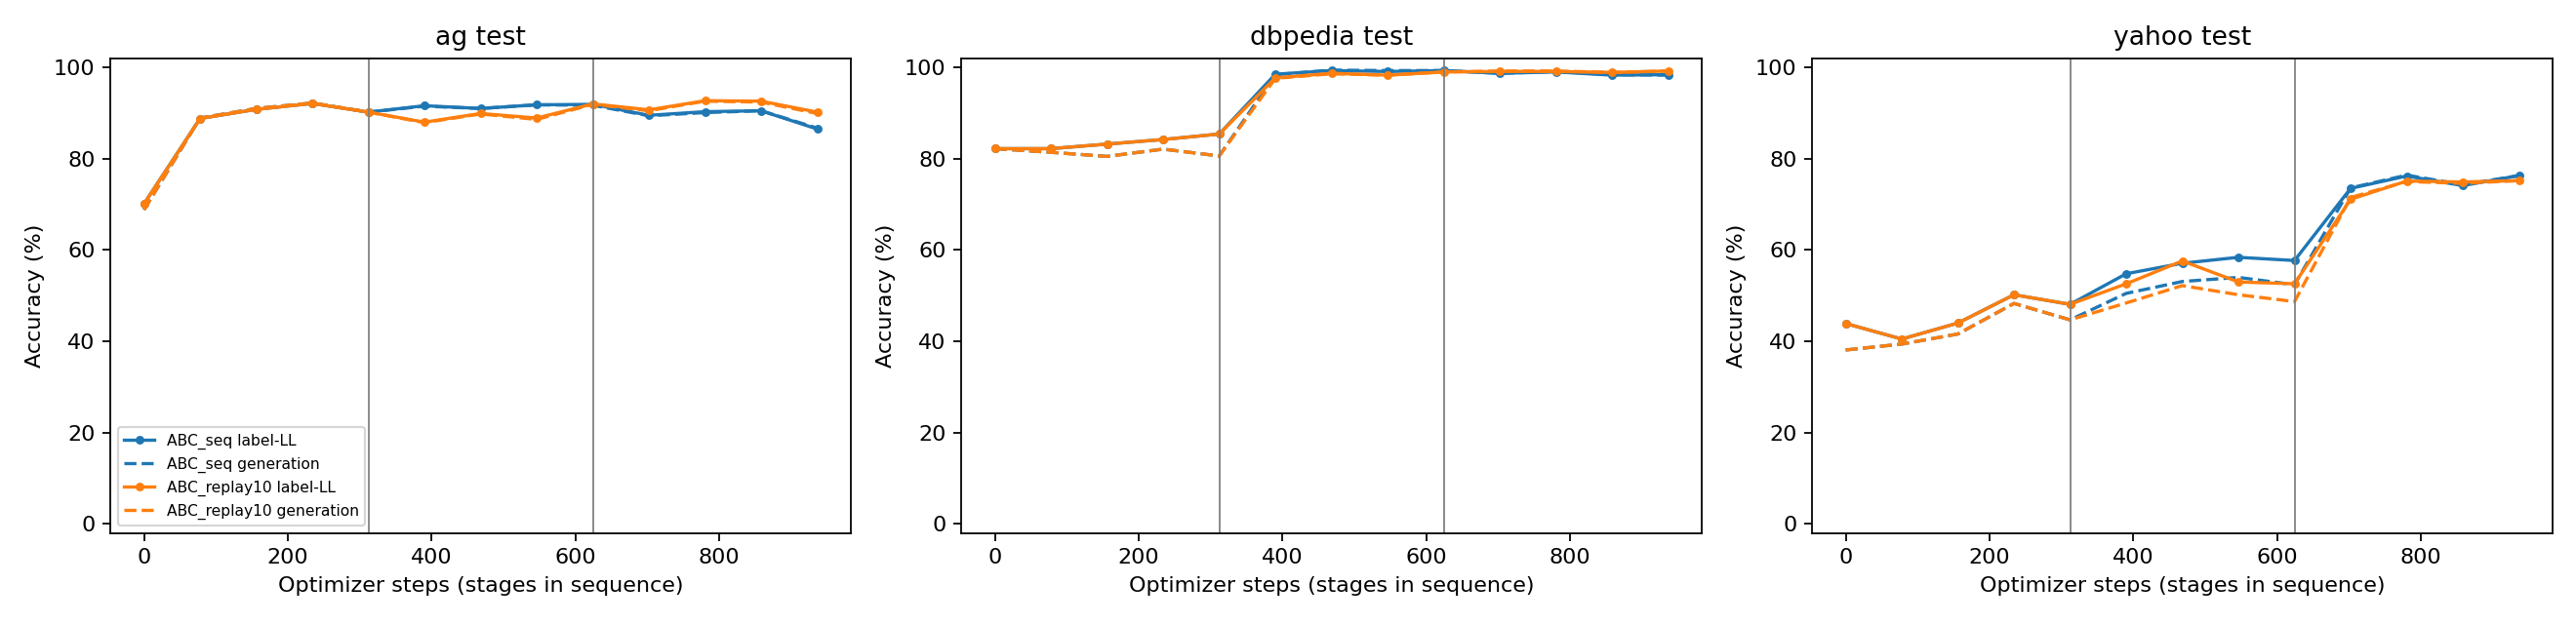 ag test
100
80
60
40
20
0
Accuracy (%)
ABC_seq label-LL
ABC_seq generation
ABC_replay10 label-LL
ABC_replay10 generation
0 200 400 600 800
Optimizer steps (stages in sequence)
dbpedia test
100
80
60
40
20
0
Accuracy (%)
0 200 400 600 800
Optimizer steps (stages in sequence)
yahoo test
100
80
60
40
20
0
Accuracy (%)
0 200 400 600 800
Optimizer steps (stages in sequence)